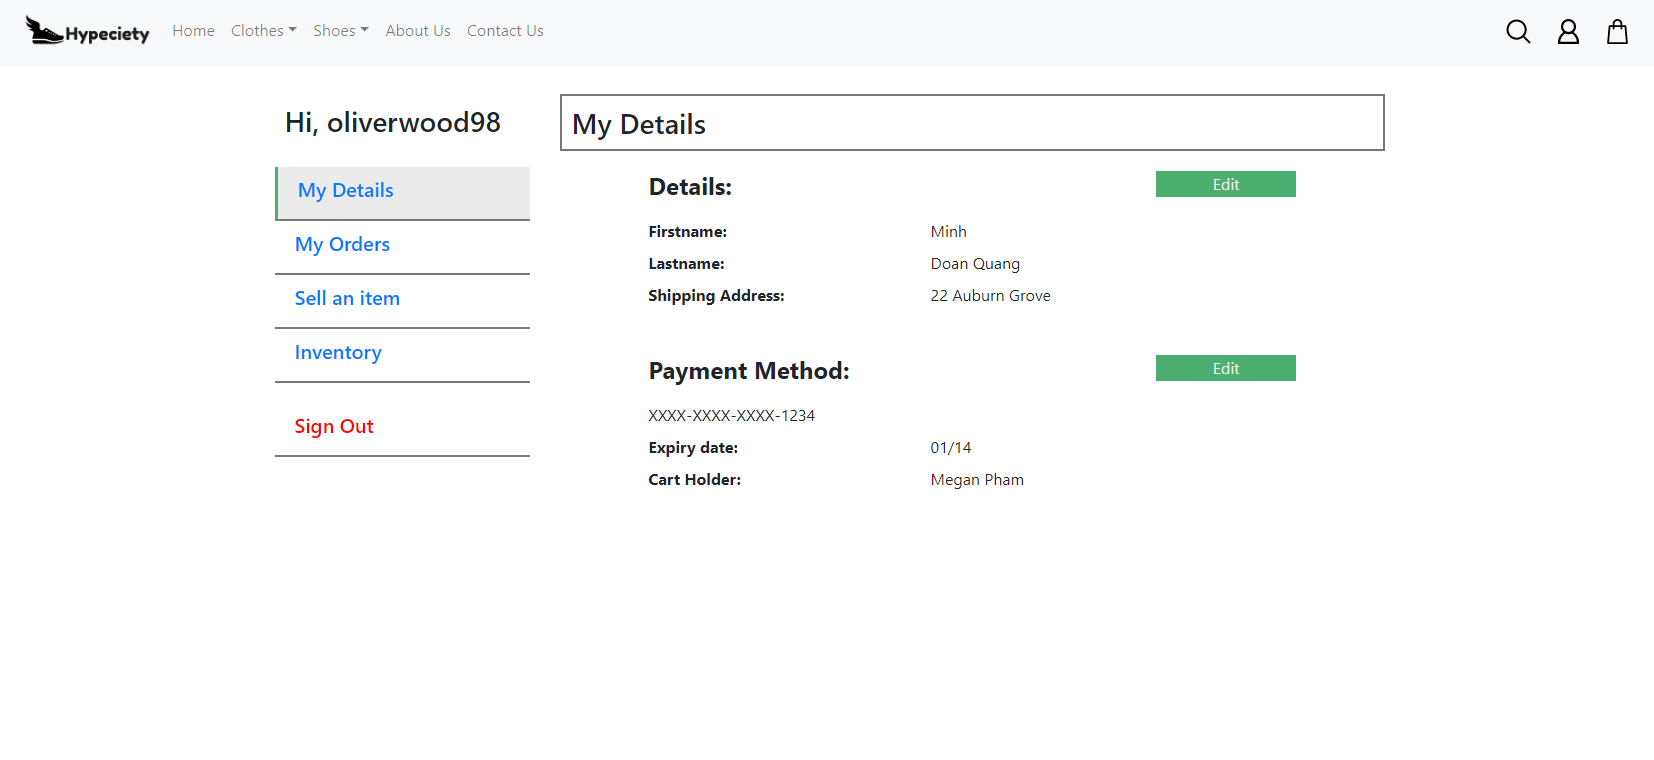 Hypeciety Home Clothes Shoes About Us Contact Us
Hi, oliverwood98
My Details
My Orders
Sell an item
Inventory
Sign Out
My Details
Details:
Edit
Firstname: Minh
Lastname: Doan Quang
Shipping Address: 22 Auburn Grove
Payment Method:
Edit
XXXX-XXXX-XXXX-1234
Expiry date: 01/14
Cart Holder: Megan Pham